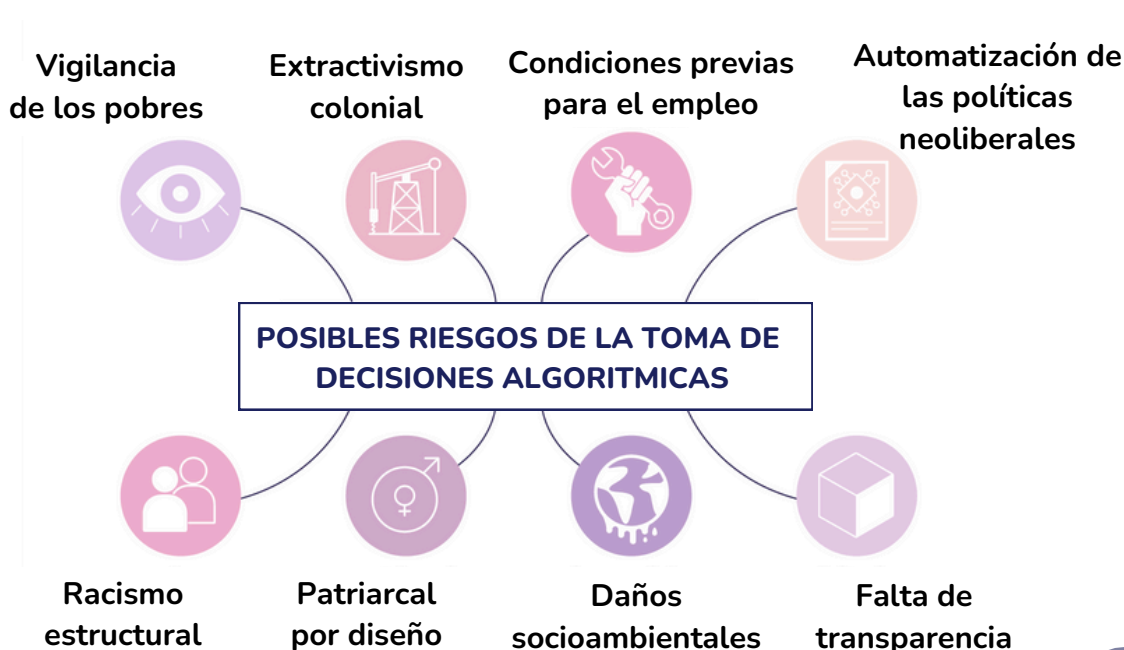 Vigilancia
de los pobres
Extractivismo
colonial
Condiciones previas
para el empleo
Automatización de
las políticas
neoliberales
POSIBLES RIESGOS DE LA TOMA DE
DECISIONES ALGORITMICAS
Racismo
estructural
Patriarcal
por diseño
Daños
socioambientales
Falta de
transparencia